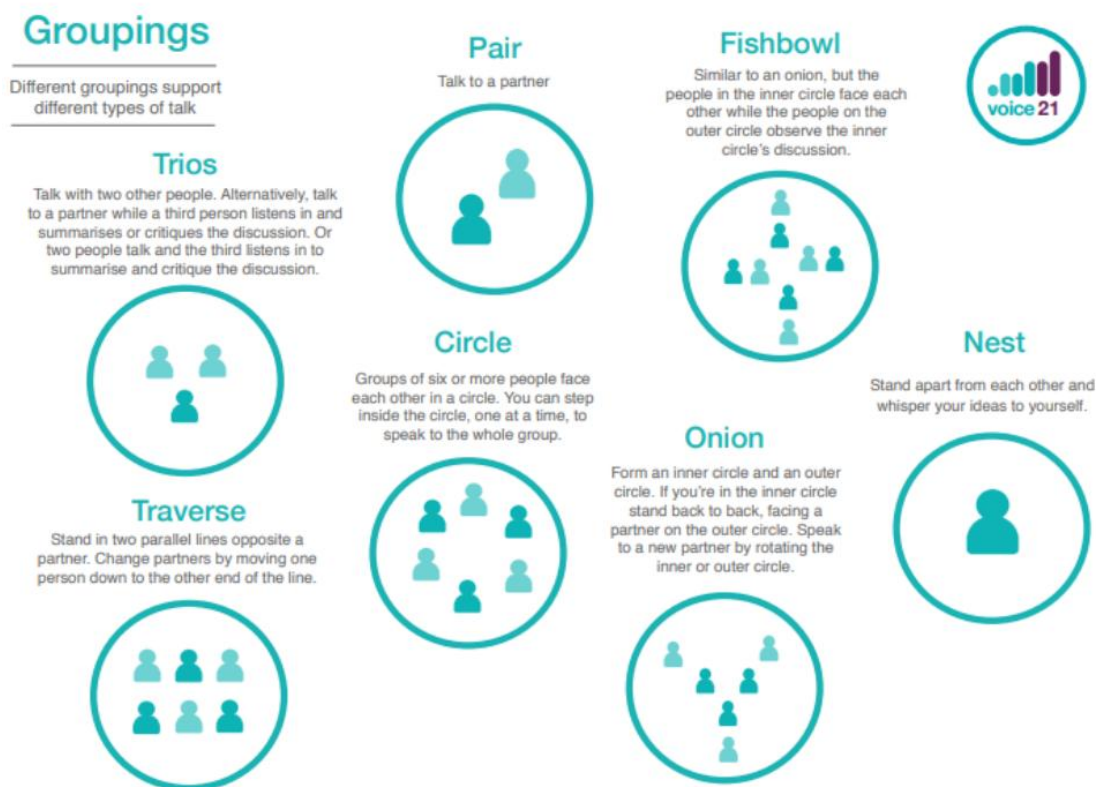 Groupings
Different groupings support
different types of talk
Trios
Talk with two other people. Alternatively, talk
to a partner while a third person listens in and
summarises or critiques the discussion. Or
two people talk and the third listens in to
summarise and critique the discussion.
Traverse
Stand in two parallel lines opposite a
partner. Change partners by moving one
person down to the other end of the line.
Pair
Talk to a partner
Circle
Groups of six or more people face
each other in a circle. You can step
inside the circle, one at a time, to
speak to the whole group.
Fishbowl
Similar to an onion, but the
people in the inner circle face each
other while the people on the
outer circle observe the inner
circle's discussion.
Onion
Form an inner circle and an outer
circle. If you're in the inner circle
stand back to back, facing a
partner on the outer circle. Speak
to a new partner by rotating the
inner or outer circle.
voice 21
Nest
Stand apart from each other and
whisper your ideas to yourself.